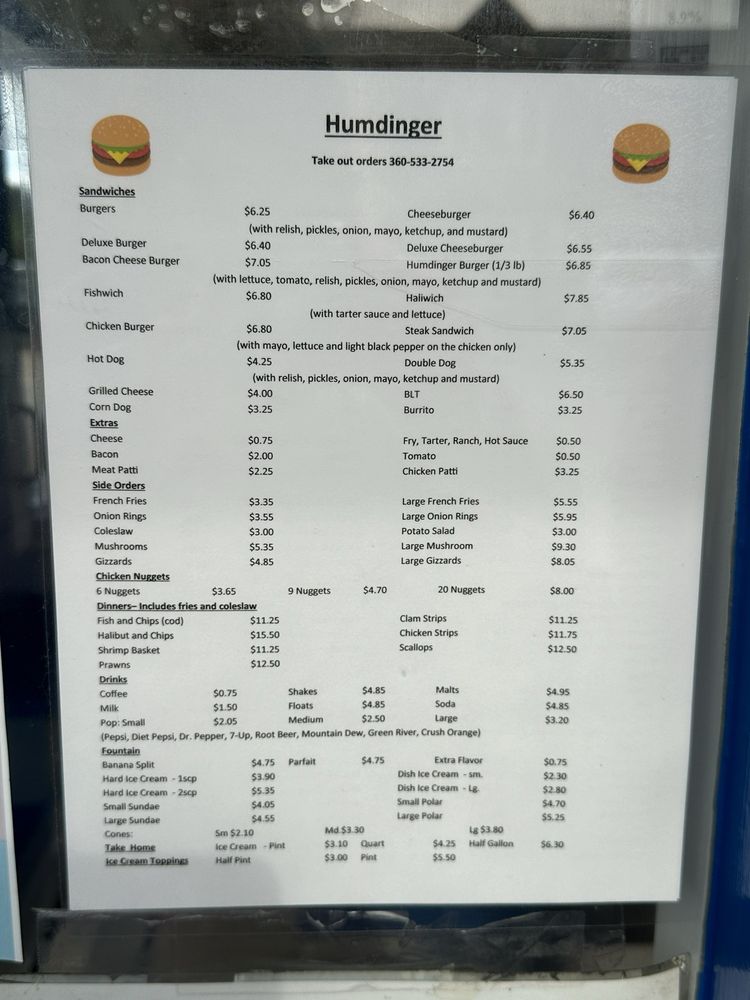 Humdinger
Take out orders 360-533-2754
Sandwiches
Burgers $6.25 Cheeseburger $6.40
(with relish, pickles, onion, mayo, ketchup, and mustard)
Deluxe Burger $6.40 Deluxe Cheeseburger $6.55
Bacon Cheese Burger $7.05 Humdinger Burger (1/3 lb) $6.85
(with lettuce, tomato, relish, pickles, onion, mayo, ketchup and mustard)
Fishwich $6.80 Haliwich $7.85
(with tarter sauce and lettuce)
Chicken Burger $6.80 Steak Sandwich $7.05
(with mayo, lettuce and light black pepper on the chicken only)
Hot Dog $4.25 Double Dog $5.35
(with relish, pickles, onion, mayo, ketchup and mustard)
Grilled Cheese $4.00 BLT $6.50
Corn Dog $3.25 Burrito $3.25
Extras
Cheese $0.75 Fry, Tarter, Ranch, Hot Sauce $0.50
Bacon $2.00 Tomato $0.50
Meat Patti $2.25 Chicken Patti $3.25
Side Orders
French Fries $3.35 Large French Fries $5.55
Onion Rings $3.55 Large Onion Rings $5.95
Coleslaw $3.00 Potato Salad $3.00
Mushrooms $5.35 Large Mushroom $9.30
Gizzards $4.85 Large Gizzards $8.05
Chicken Nuggets
6 Nuggets $3.65 9 Nuggets $4.70 20 Nuggets $8.00
Dinners– Includes fries and coleslaw
Fish and Chips (cod) $11.25 Clam Strips $11.25
Halibut and Chips $15.50 Chicken Strips $11.75
Shrimp Basket $11.25 Scallops $12.50
Prawns $12.50
Drinks
Coffee $0.75 Shakes $4.85 Malts $4.95
Milk $1.50 Floats $4.85 Soda $4.85
Pop: Small $2.05 Medium $2.50 Large $3.20
(Pepsi, Diet Pepsi, Dr. Pepper, 7-Up, Root Beer, Mountain Dew, Green River, Crush Orange)
Fountain
Banana Split $4.75 Parfait $4.75 Extra Flavor $0.75
Hard Ice Cream - 1scp $3.90 Dish Ice Cream - sm. $2.30
Hard Ice Cream - 2scp $5.35 Dish Ice Cream - Lg. $2.80
Small Sundae $4.05 Small Polar $4.70
Large Sundae $4.55 Large Polar $5.25
Cones: Sm $2.10 Md.$3.30 Lg $3.80
Take Home Ice Cream - Pint $3.10 Quart $4.25 Half Gallon $6.30
Ice Cream Toppings Half Pint $3.00 Pint $5.50